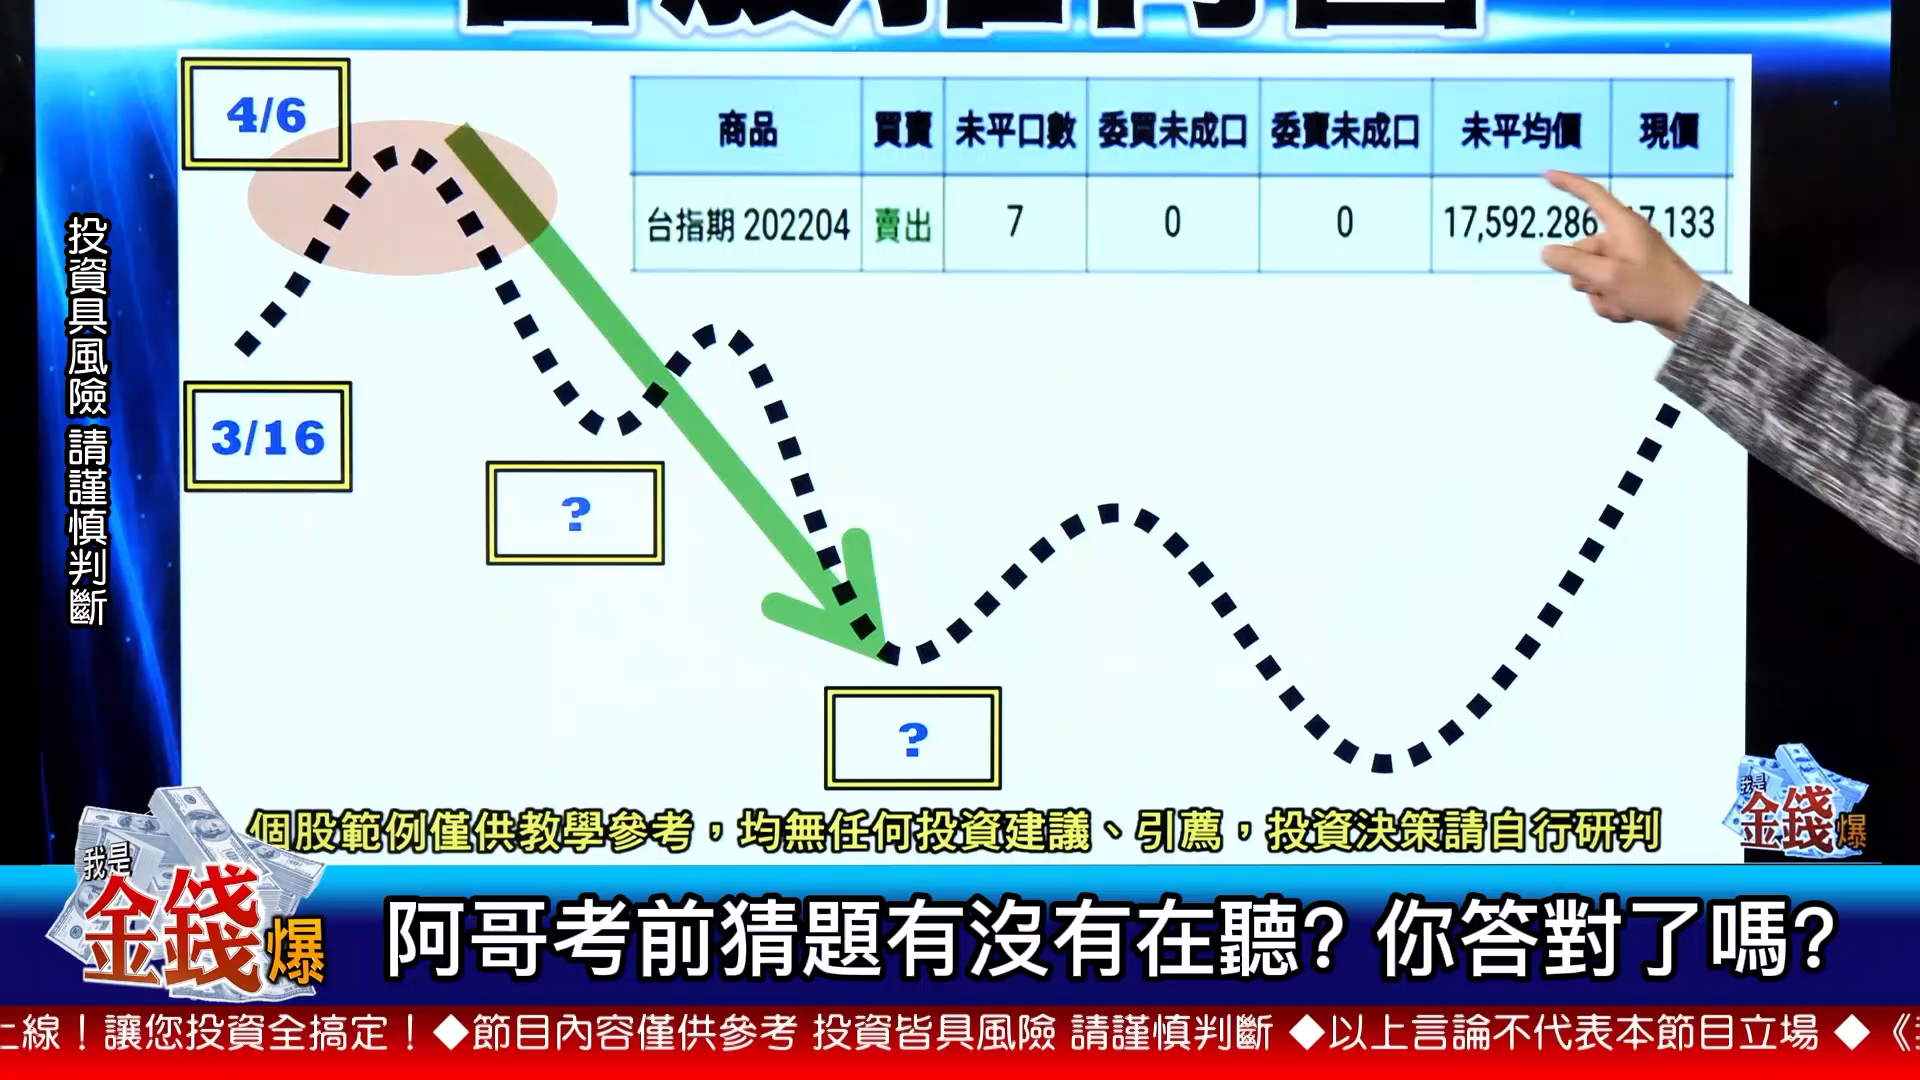 4/6
商品 買賣 未平口數 委買未成口 委賣未成口 未平均價 現價
台指期 202204 賣出 7 0 0 17,592.286 ,133
3/16
?
?
投資具風險 請謹慎判斷
個股範例僅供教學參考，均無任何投資建議、引薦，投資決策請自行研判
我是
金錢爆
我是
金錢爆
阿哥考前猜題有沒有在聽? 你答對了嗎?
上線！讓您投資全搞定！◆節目內容僅供參考 投資皆具風險 請謹慎判斷 ◆以上言論不代表本節目立場 ◆《